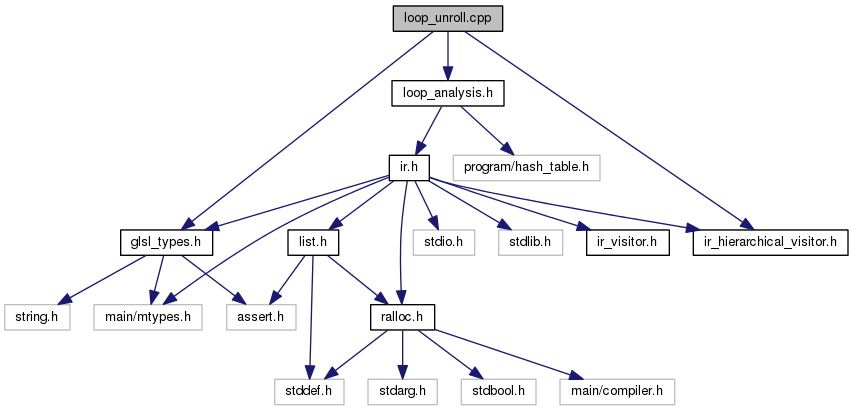 loop_unroll.cpp
loop_analysis.h
ir.h
program/hash_table.h
glsl_types.h
list.h
stdio.h
stdlib.h
ir_visitor.h
ir_hierarchical_visitor.h
string.h
main/mtypes.h
assert.h
ralloc.h
stddef.h
stdarg.h
stdbool.h
main/compiler.h